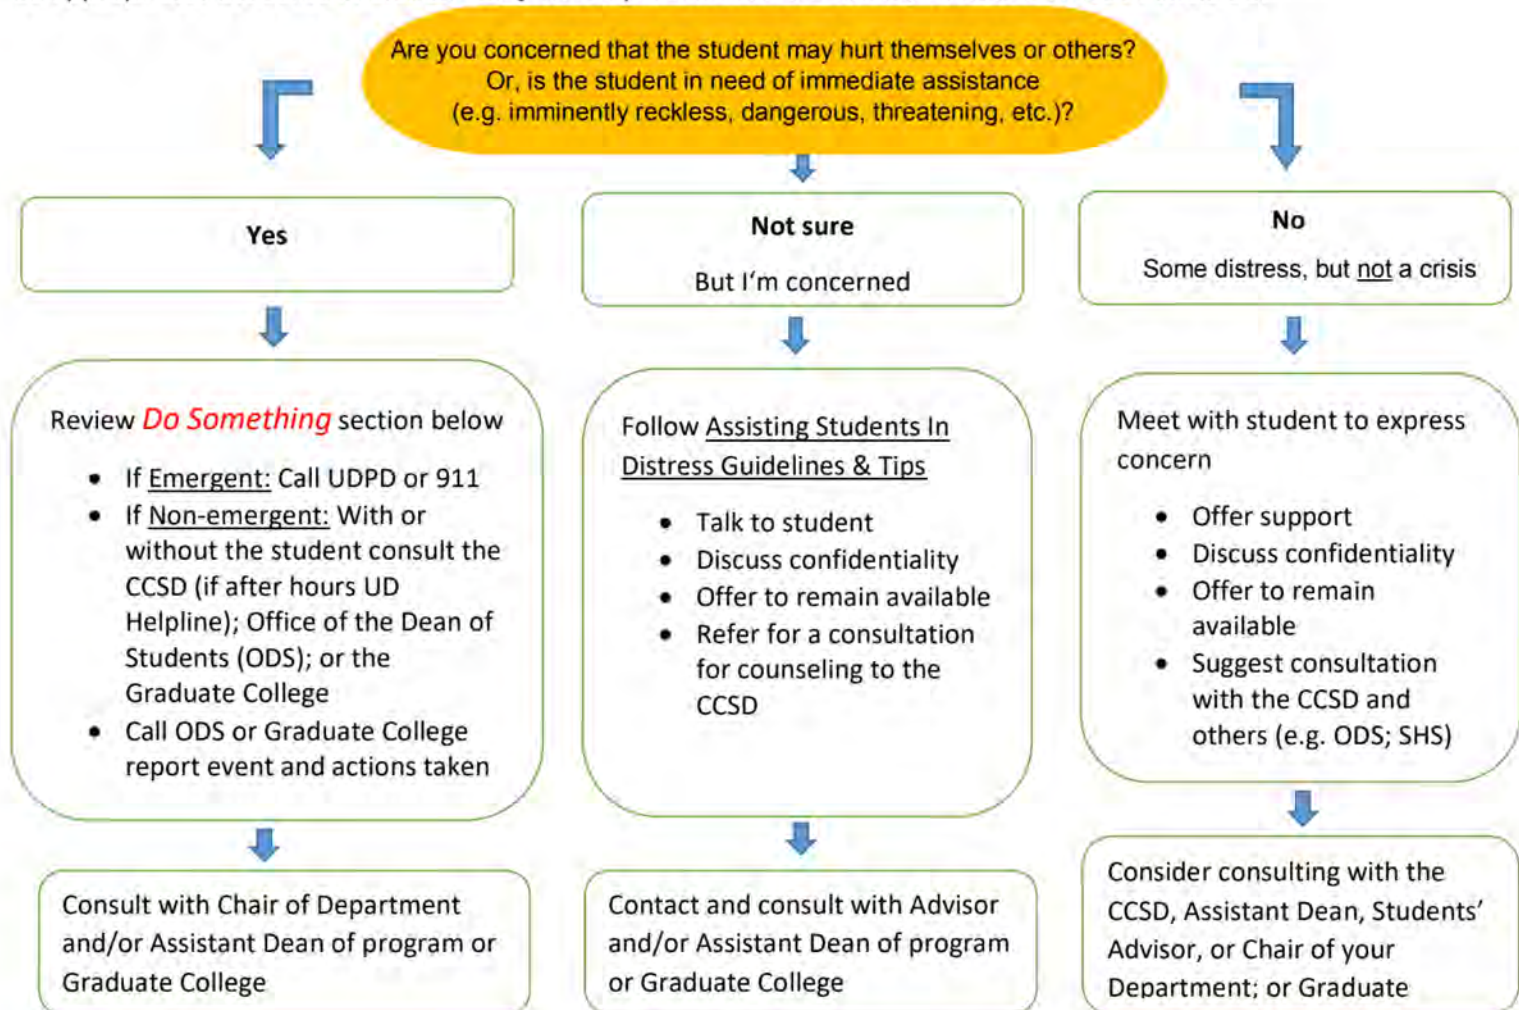 Are you concerned that the student may hurt themselves or others?
Or, is the student in need of immediate assistance
(e.g. imminently reckless, dangerous, threatening, etc.)?
Yes
Not sure
But I'm concerned
No
Some distress, but not a crisis
Review Do Something section below
• If Emergent: Call UDPD or 911
• If Non-emergent: With or
without the student consult the
CCSD (if after hours UD
Helpline); Office of the Dean of
Students (ODS); or the
Graduate College
• Call ODS or Graduate College
report event and actions taken
Follow Assisting Students In
Distress Guidelines & Tips
• Talk to student
• Discuss confidentiality
• Offer to remain available
• Refer for a consultation
for counseling to the
CCSD
Meet with student to express
concern
• Offer support
• Discuss confidentiality
• Offer to remain
available
• Suggest consultation
with the CCSD and
others (e.g. ODS; SHS)
Consult with Chair of Department
and/or Assistant Dean of program or
Graduate College
Contact and consult with Advisor
and/or Assistant Dean of program
or Graduate College
Consider consulting with the
CCSD, Assistant Dean, Students'
Advisor, or Chair of your
Department; or Graduate